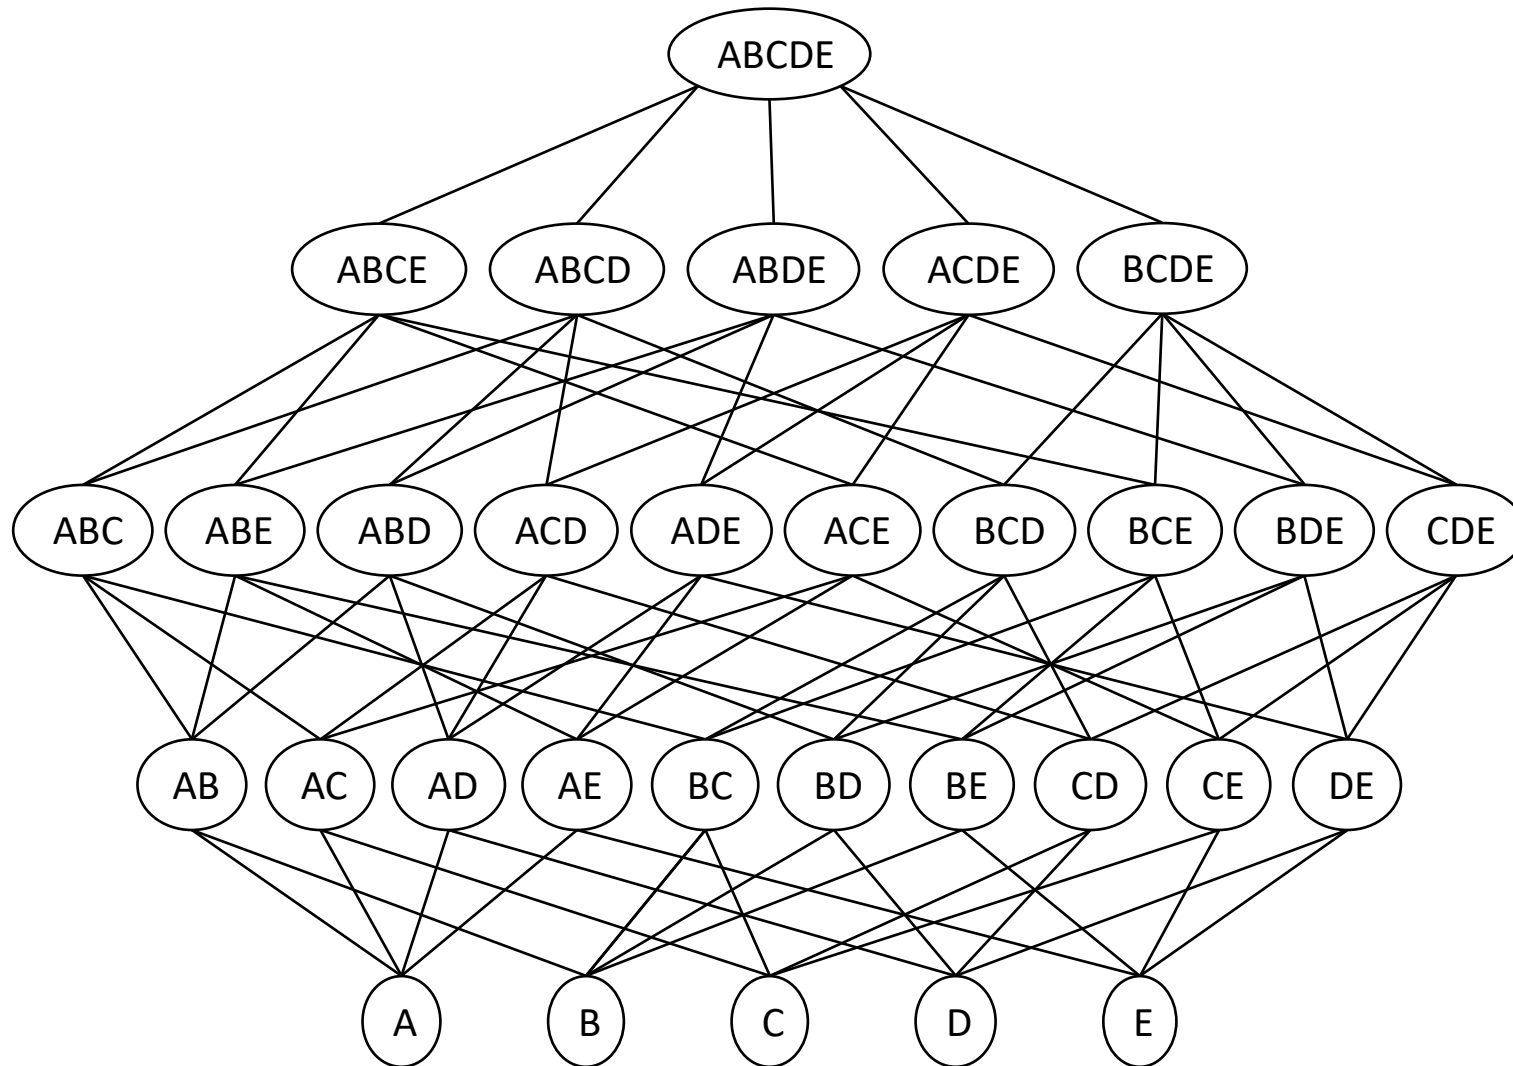 ABCDE
ABCE ABCD ABDE ACDE BCDE
ABC ABE ABD ACD ADE ACE BCD BCE BDE CDE
AB AC AD AE BC BD BE CD CE DE
A B C D E